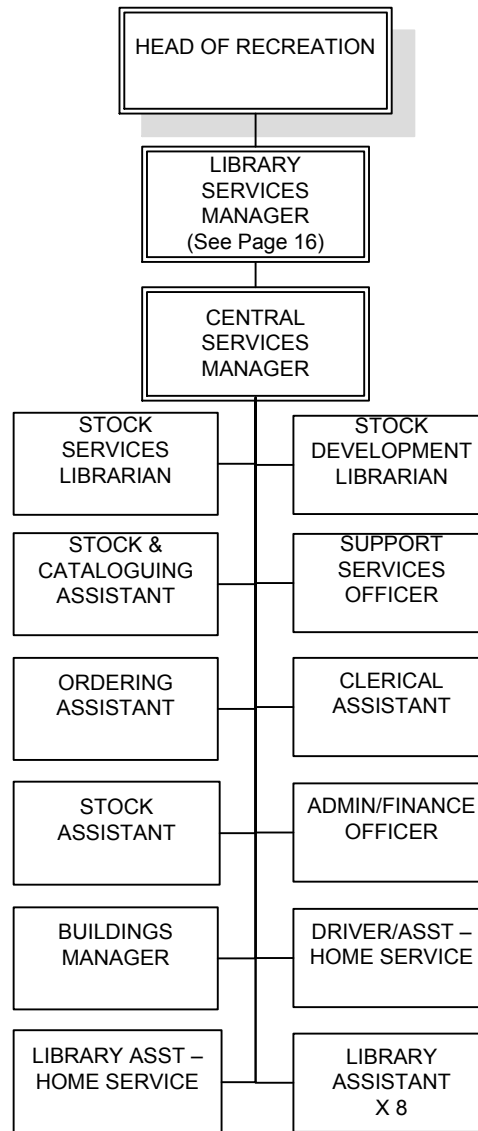 HEAD OF RECREATION
LIBRARY
SERVICES
MANAGER
(See Page 16)
CENTRAL
SERVICES
MANAGER
STOCK
SERVICES
LIBRARIAN
STOCK
DEVELOPMENT
LIBRARIAN
STOCK &
CATALOGUING
ASSISTANT
SUPPORT
SERVICES
OFFICER
ORDERING
ASSISTANT
CLERICAL
ASSISTANT
STOCK
ASSISTANT
ADMIN/FINANCE
OFFICER
BUILDINGS
MANAGER
DRIVER/ASST –
HOME SERVICE
LIBRARY ASST –
HOME SERVICE
LIBRARY
ASSISTANT
X 8